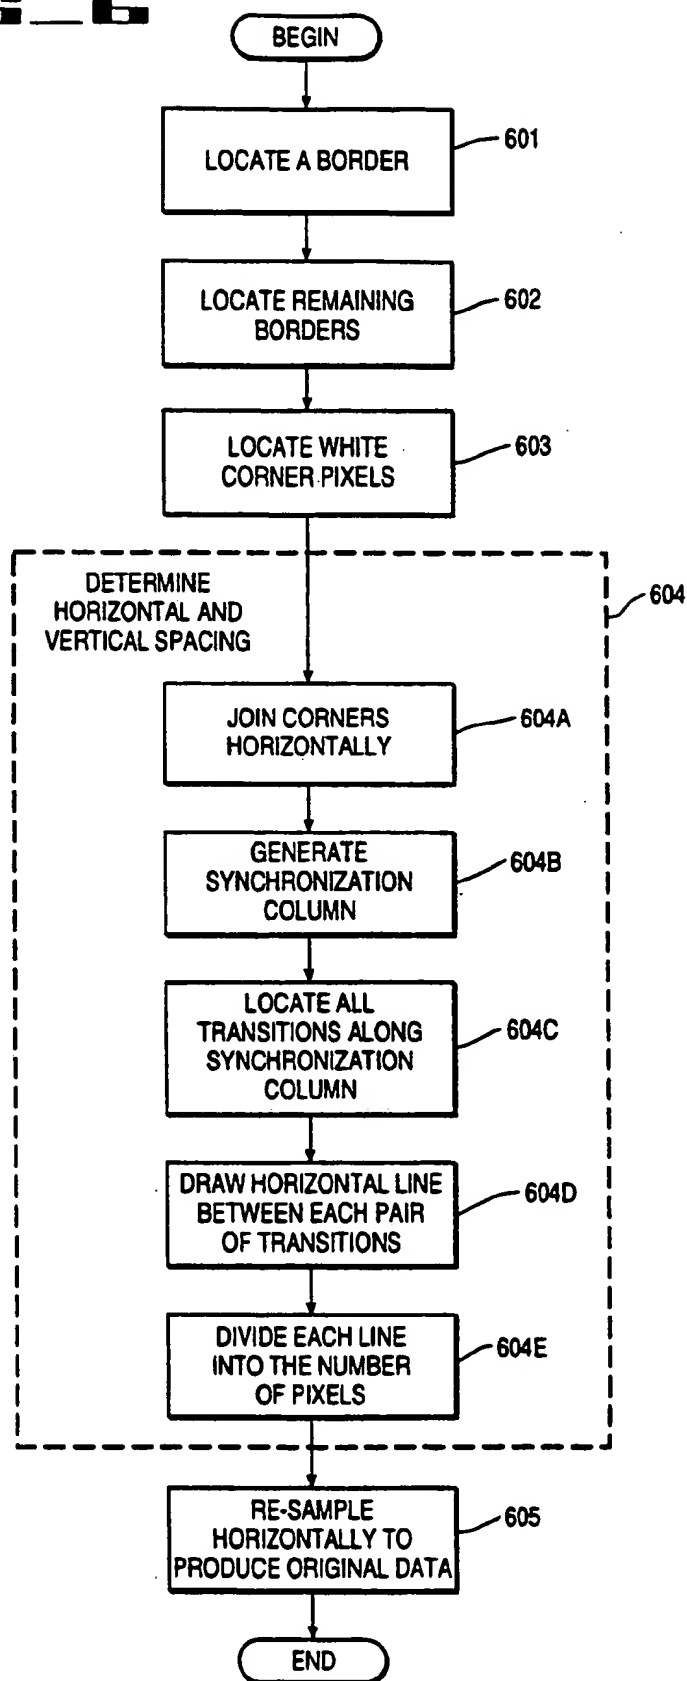 BEGIN
LOCATE A BORDER
601
LOCATE REMAINING
BORDERS
602
LOCATE WHITE
CORNER PIXELS
603
DETERMINE
HORIZONTAL AND
VERTICAL SPACING
604
JOIN CORNERS
HORIZONTALLY
604A
GENERATE
SYNCHRONIZATION
COLUMN
604B
LOCATE ALL
TRANSITIONS ALONG
SYNCHRONIZATION
COLUMN
604C
DRAW HORIZONTAL LINE
BETWEEN EACH PAIR
OF TRANSITIONS
604D
DIVIDE EACH LINE
INTO THE NUMBER
OF PIXELS
604E
RE-SAMPLE
HORIZONTALLY TO
PRODUCE ORIGINAL DATA
605
END